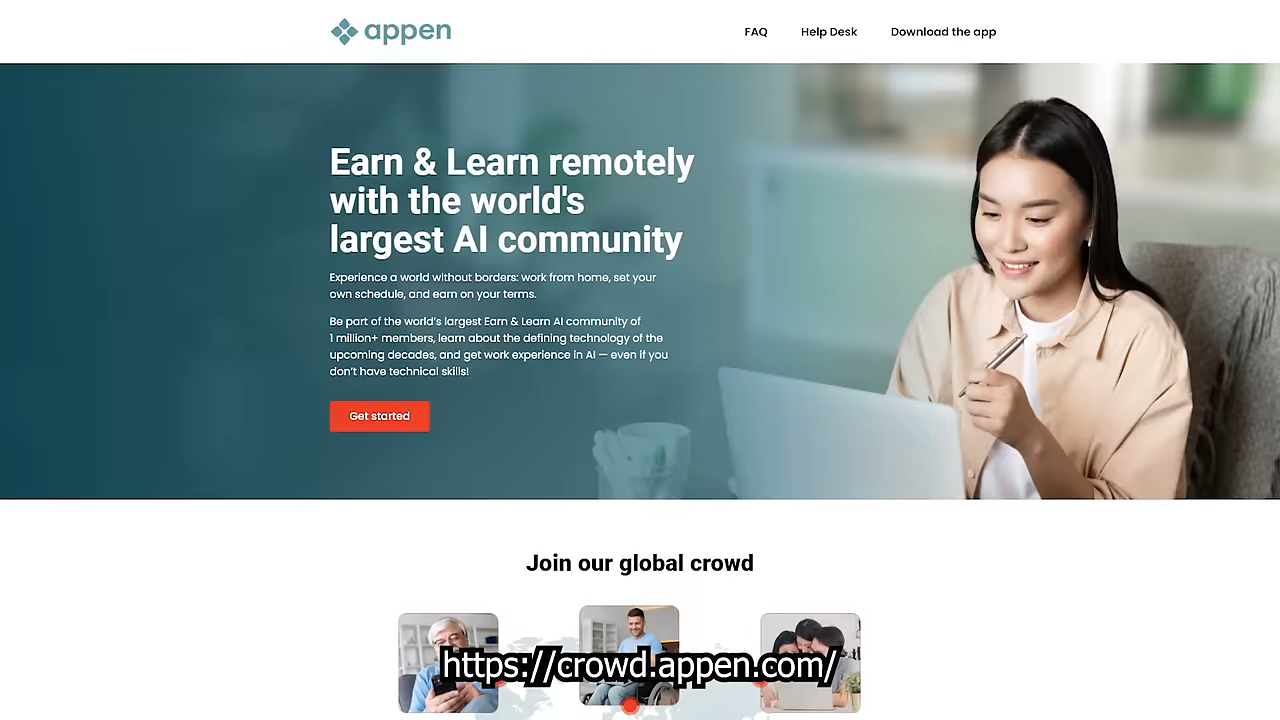 appen
FAQ
Help Desk
Download the app
Earn & Learn remotely
with the world's
largest AI community
Experience a world without borders: work from home, set your
own schedule, and earn on your terms.
Be part of the world's largest Earn & Learn AI community of
1 million+ members, learn about the defining technology of the
upcoming decades, and get work experience in AI — even if you
don't have technical skills!
Get started
Join our global crowd
https://crowd.appen.com/